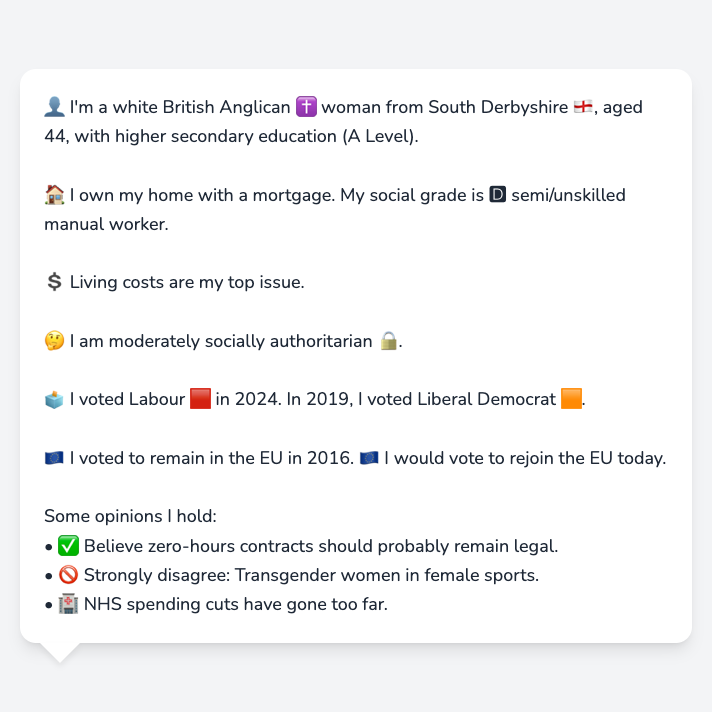 👤 I'm a white British Anglican ✝️ woman from South Derbyshire 🏴󠁧󠁢󠁥󠁮󠁧󠁿, aged
44, with higher secondary education (A Level).
🏠 I own my home with a mortgage. My social grade is 🅳 semi/unskilled
manual worker.
💲 Living costs are my top issue.
🤔 I am moderately socially authoritarian 🔒.
🗳️ I voted Labour 🟥 in 2024. In 2019, I voted Liberal Democrat 🟧.
🇪🇺 I voted to remain in the EU in 2016. 🇪🇺 I would vote to rejoin the EU today.
Some opinions I hold:
• ✅ Believe zero-hours contracts should probably remain legal.
• 🚫 Strongly disagree: Transgender women in female sports.
• 🏥 NHS spending cuts have gone too far.